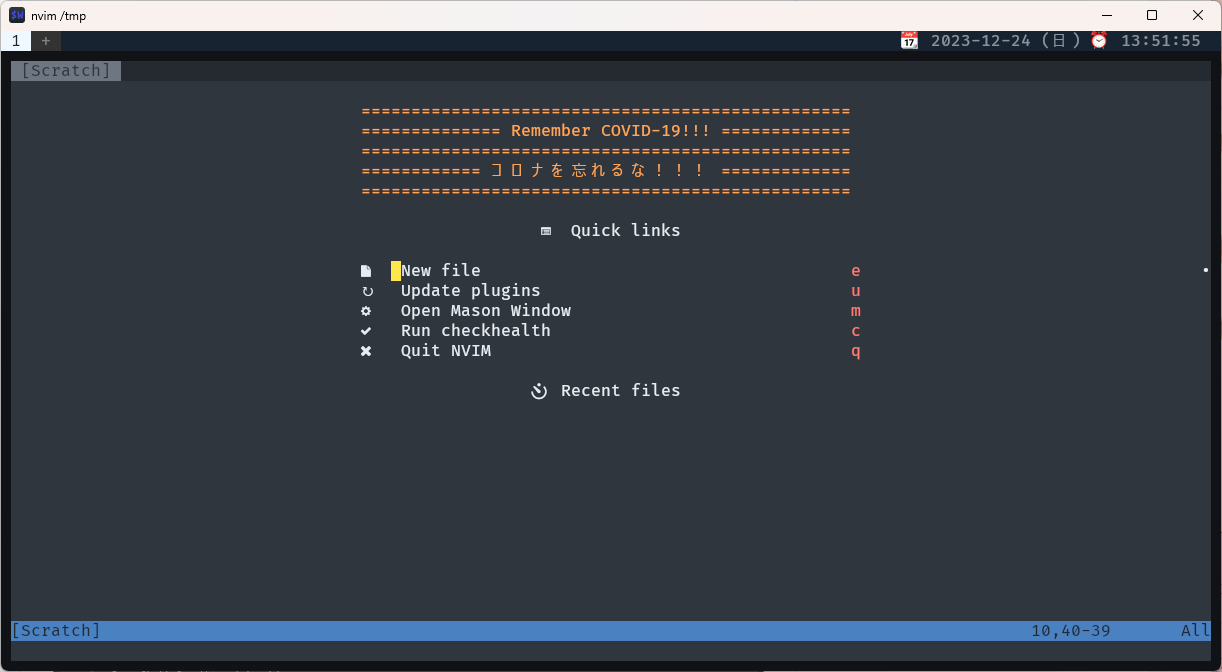 nvim /tmp
1 + 📅 2023-12-24 (日) ⏰ 13:51:55
[Scratch]
=================================================
============== Remember COVID-19!!! =============
=================================================
============ コロナを忘れるな！！！ =============
=================================================
Quick links
New file e
Update plugins u
Open Mason Window m
Run checkhealth c
Quit NVIM q
Recent files
[Scratch] 10,40-39 All